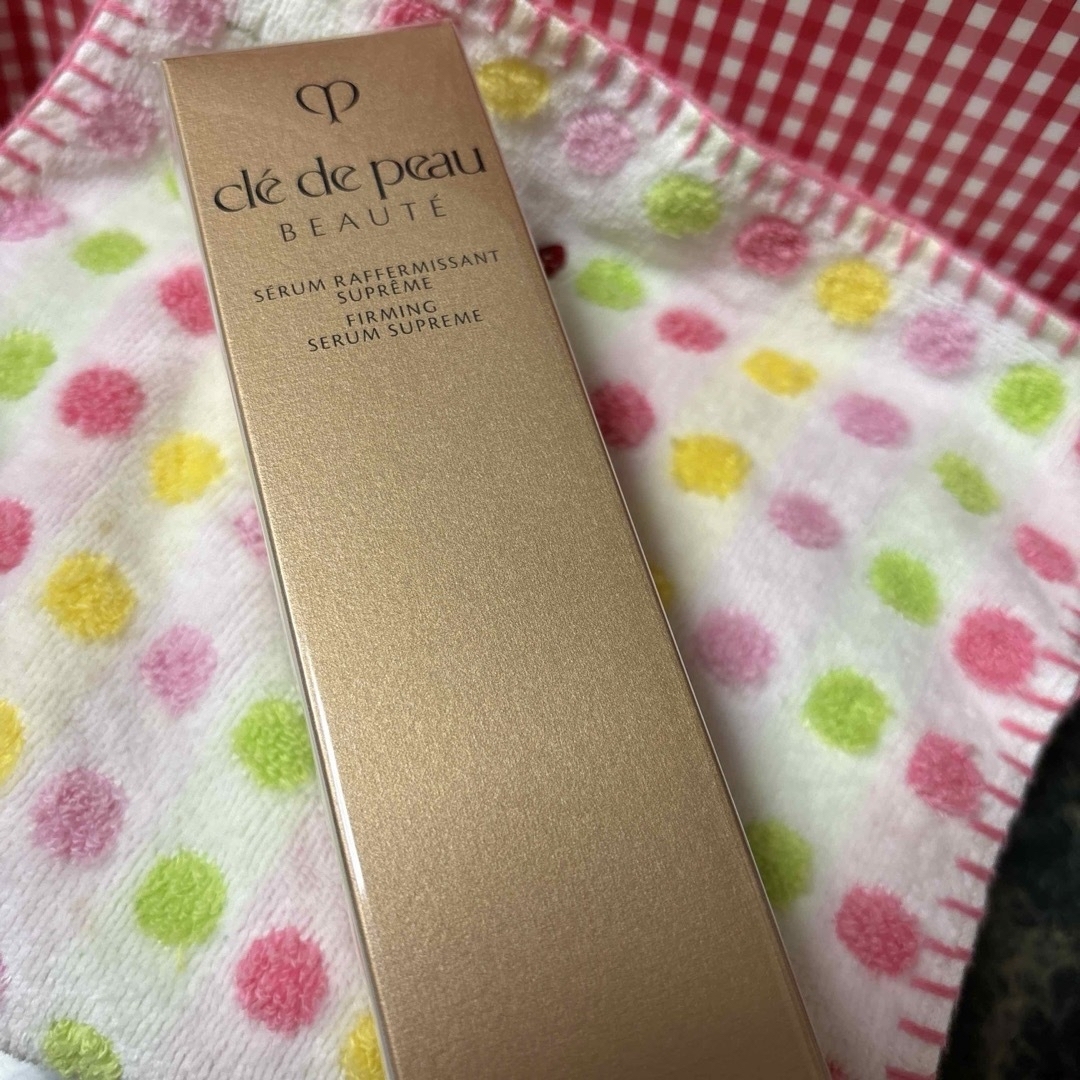 clé de peau
BEAUTÉ
SÉRUM RAFFERMISSANT
SUPRÊME
FIRMING
SERUM SUPREME